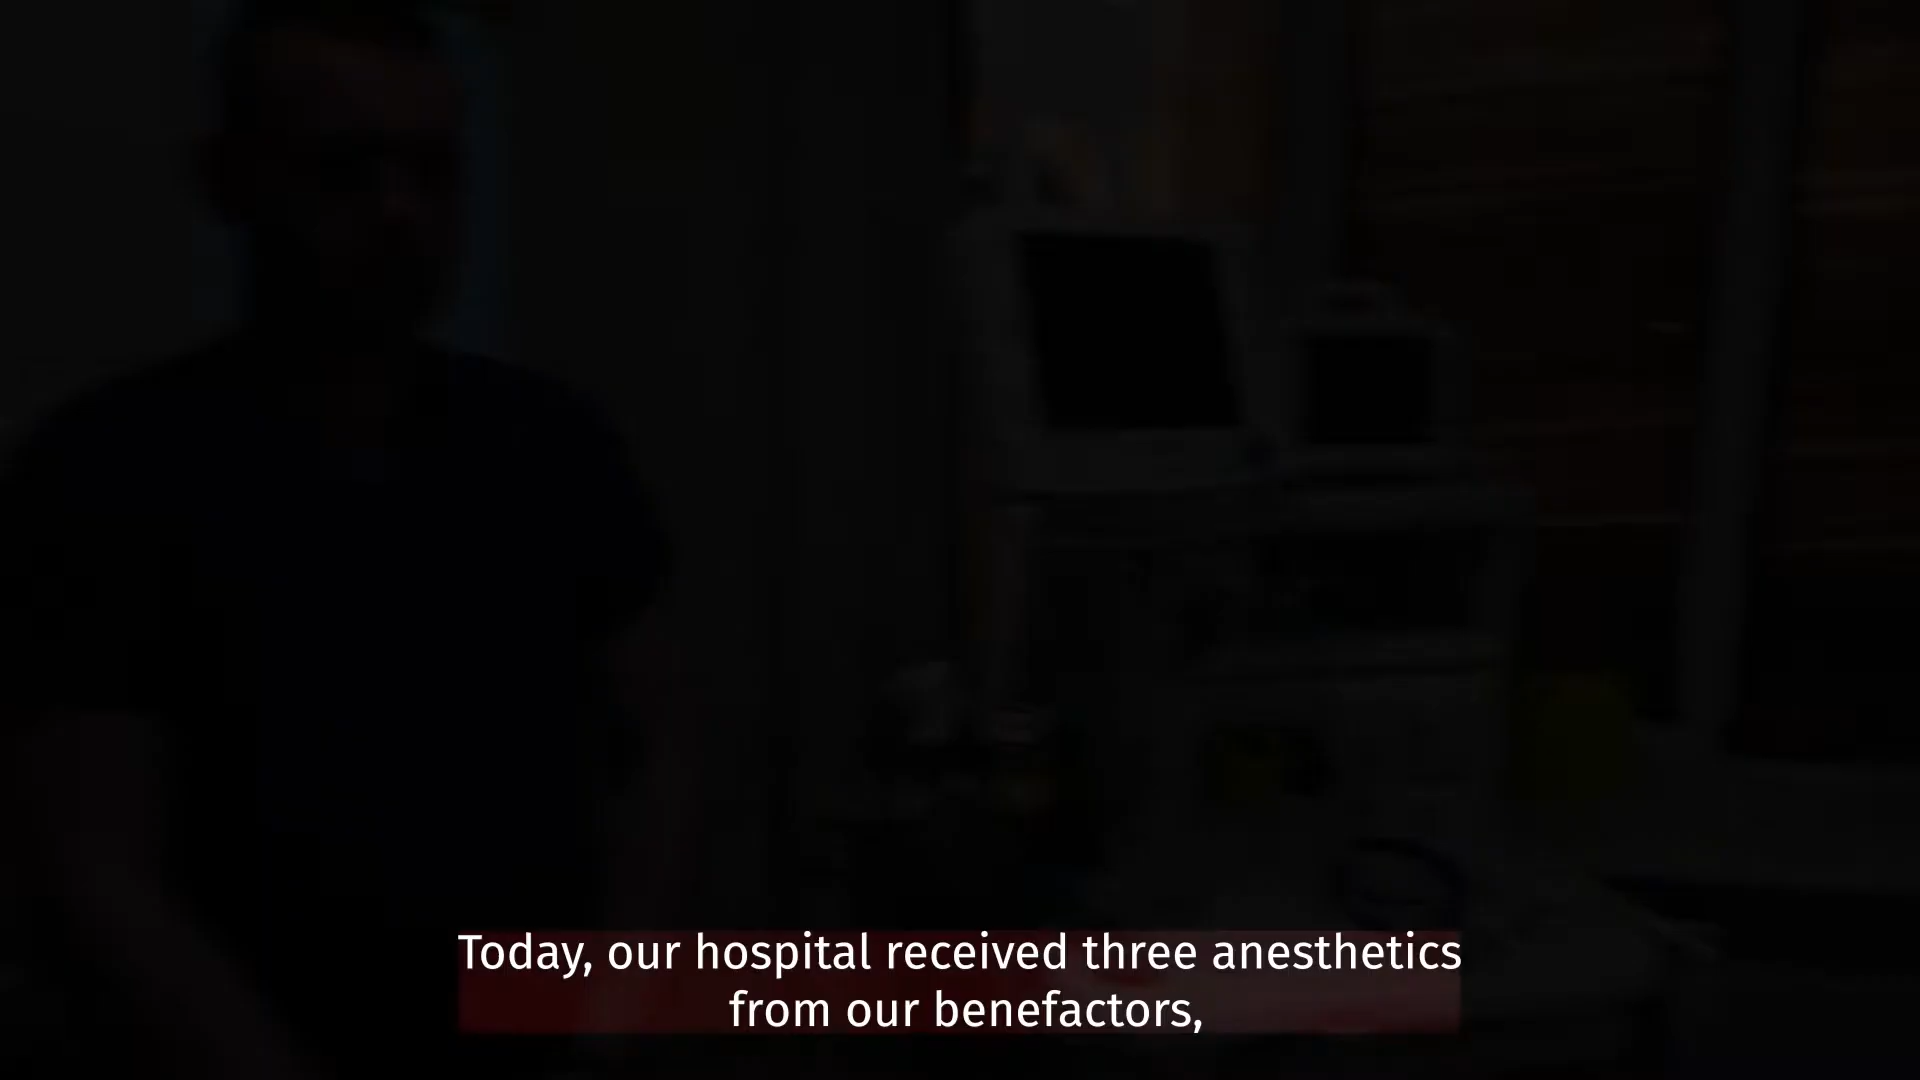 Today, our hospital received three anesthetics
from our benefactors,